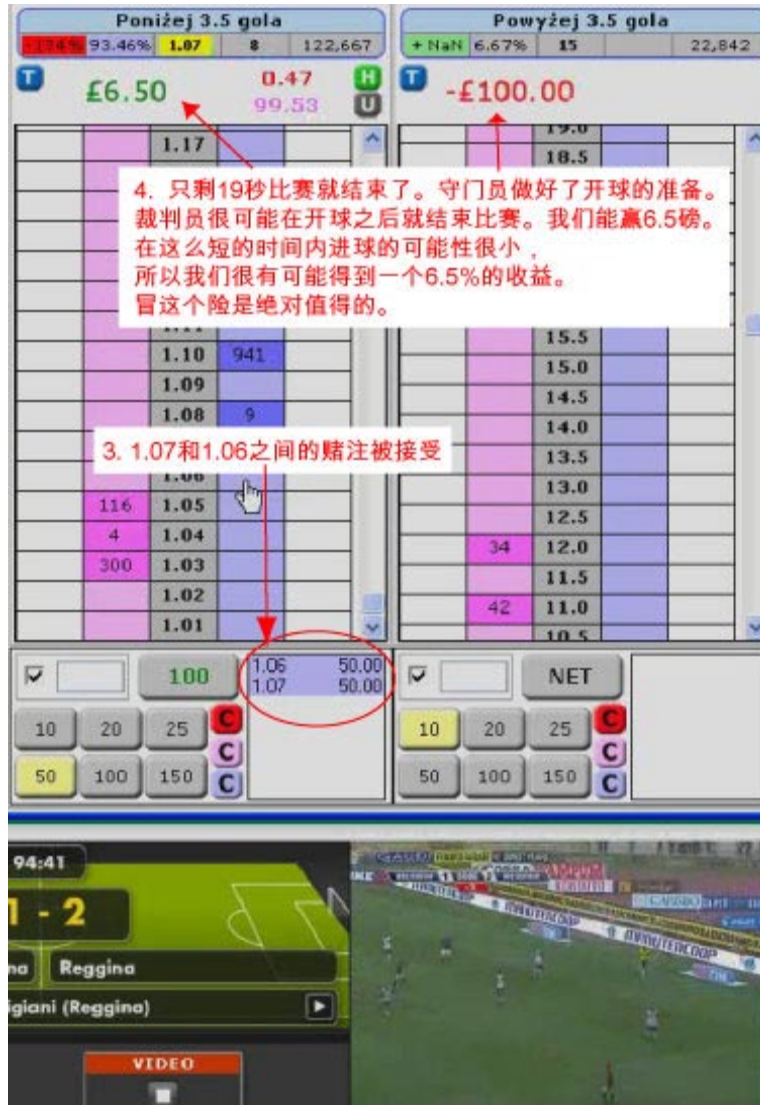 Poniżej 3.5 gola
-134% 93.46% 1.07 8 122,667
T £6.50 0.47 H
99.53 U
1.17
1.10 941
1.09
1.08 9
1.06
116 1.05
4 1.04
300 1.03
1.02
1.01
Powyżej 3.5 gola
+ NaN 6.67% 15 22,842
T -£100.00
19.0
18.5
15.5
15.0
14.5
14.0
13.5
13.0
12.5
34 12.0
11.5
42 11.0
10.5
4. 只剩19秒比赛就结束了。守门员做好了开球的准备。
裁判员很可能在开球之后就结束比赛。我们能赢6.5磅。
在这么短的时间内进球的可能性很小，
所以我们很有可能得到一个6.5%的收益。
冒这个险是绝对值得的。
3. 1.07和1.06之间的赌注被接受
100
1.06 50.00
1.07 50.00
10 20 25 C
C
50 100 150 C
NET
10 20 25 C
C
50 100 150 C
94:41
1 - 2
na Reggina
igiani (Reggina)
VIDEO